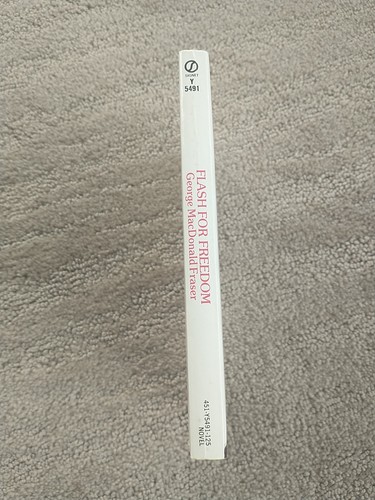 SIGNET
Y
5491
FLASH FOR FREEDOM
George MacDonald Fraser
451-Y5491-125
NOVEL